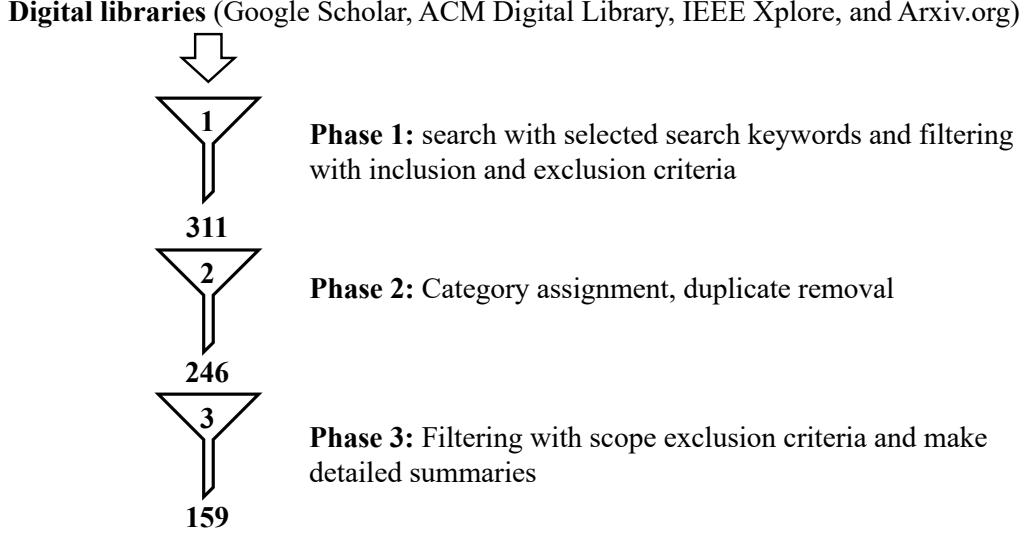 Digital libraries (Google Scholar, ACM Digital Library, IEEE Xplore, and Arxiv.org)
1
Phase 1: search with selected search keywords and filtering
with inclusion and exclusion criteria
311
2
Phase 2: Category assignment, duplicate removal
246
3
Phase 3: Filtering with scope exclusion criteria and make
detailed summaries
159